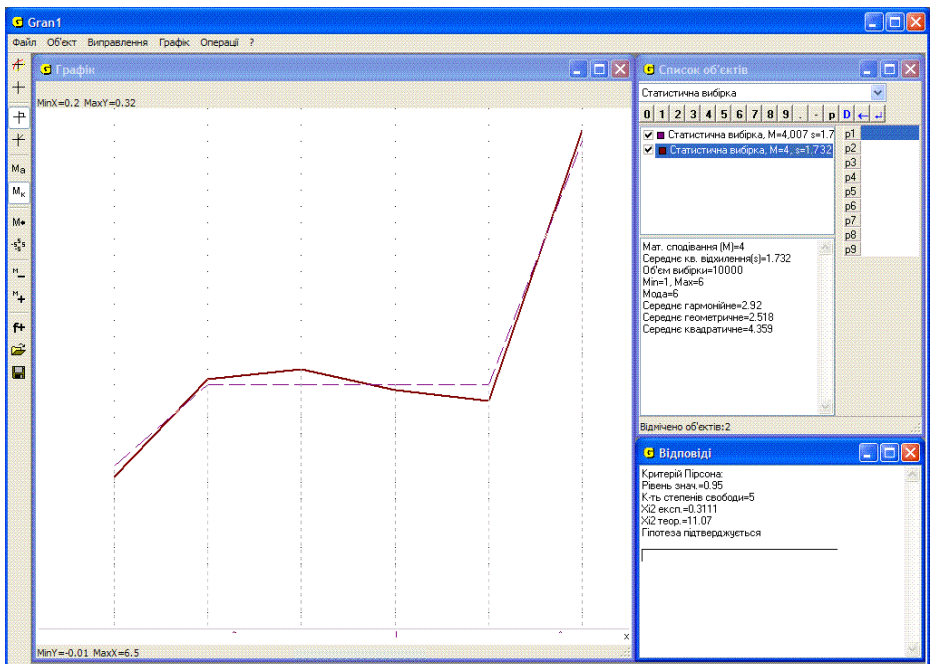 Gran1
Файл Об'єкт Виправлення Графік Операції ?
Графік
MinX=0.2 MaxY=0.32
Ma
Mк
M
M
M
f+
x
MinY=-0.01 MaxX=6.5
Список об'єктів
Статистична вибірка
0 1 2 3 4 5 6 7 8 9 . - p D
Статистична вибірка, M=4,007 s=1.7
Статистична вибірка, M=4, s=1.732
p1
p2
p3
p4
p5
p6
p7
p8
p9
Мат. сподівання (M)=4
Середнє кв. відхилення(s)=1.732
Об'єм вибірки=10000
Min=1, Max=6
Мода=6
Середнє гармонійне=2.92
Середнє геометричне=2.518
Середнє квадратичне=4.359
Відмічено об'єктів:2
Відповіді
Критерій Пірсона:
Рівень знач.=0.95
К-ть степенів свободи=5
Xi2 експ.=0.3111
Xi2 теор.=11.07
Гіпотеза підтверджується